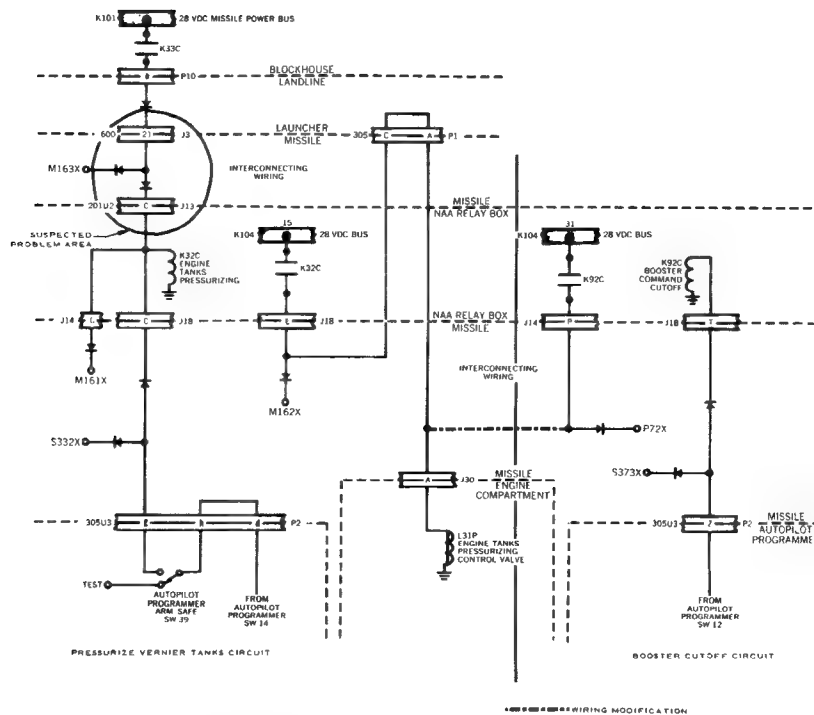 K101 28 VDC MISSILE POWER BUS
K33C
P10
BLOCKHOUSE
LANDLINE
600 21 J3
LAUNCHER
MISSILE
305 C A P1
M163X
INTERCONNECTING
WIRING
201U2 C J13
MISSILE
NAA RELAY BOX
SUSPECTED
PROBLEM AREA
15
K104 28 VDC BUS
31
K104 28 VDC BUS
K32C
ENGINE
TANKS
PRESSURIZING
K32C
K92C
K92C
BOOSTER
COMMAND
CUTOFF
J14 C J18
J18
NAA RELAY BOX
MISSILE
J14 P
J18 T
M161X
M162X
INTERCONNECTING
WIRING
P72X
S332X
S373X
A J30
MISSILE
ENGINE
COMPARTMENT
305U3 P2
305U3 Z P2
MISSILE
AUTOPILOT
PROGRAMME
L31P
ENGINE TANKS
PRESSURIZING
CONTROL VALVE
TEST
AUTOPILOT
PROGRAMMER
ARM SAFE
SW 39
FROM
AUTOPILOT
PROGRAMMER
SW 14
FROM
AUTOPILOT
PROGRAMMER
SW 12
PRESSURIZE VERNIER TANKS CIRCUIT
BOOSTER CUTOFF CIRCUIT
WIRING MODIFICATION